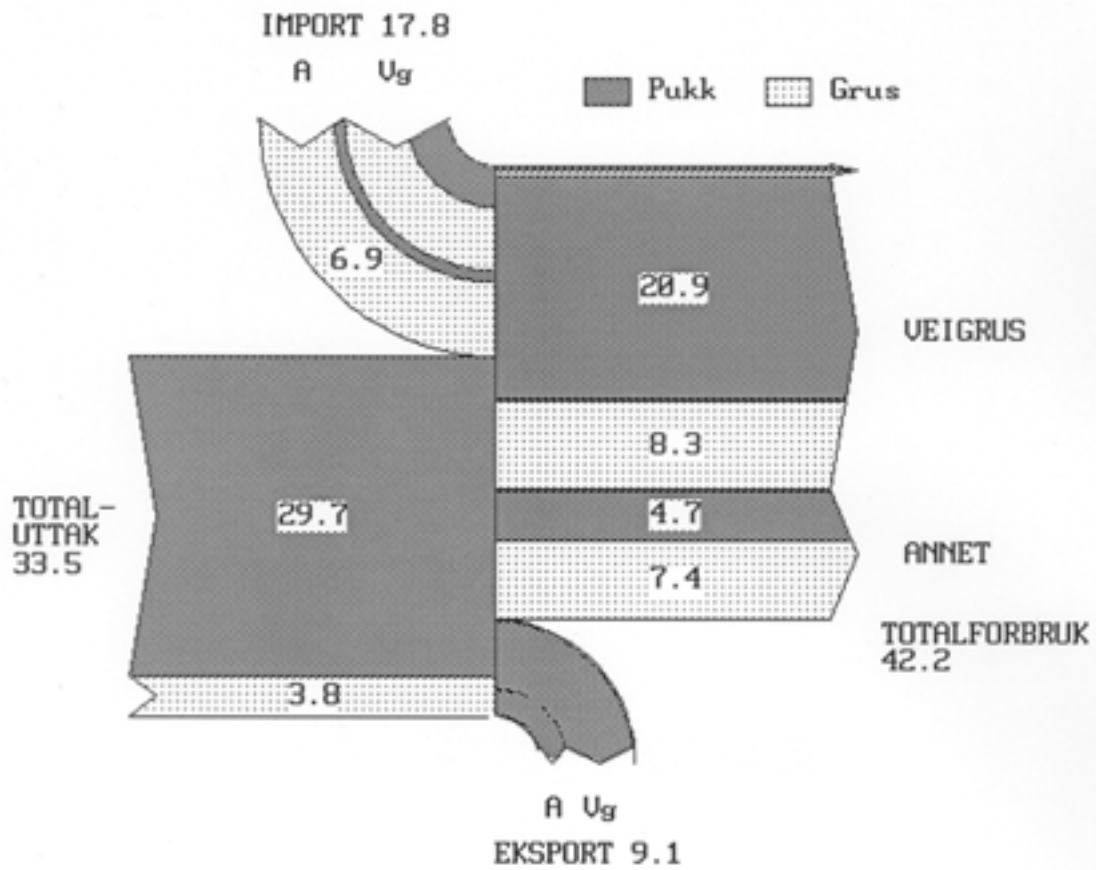 IMPORT 17.8
A Vg
Pukk Grus
6.9
20.9
VEIGRUS
8.3
TOTAL-
UTTAK
33.5
29.7
4.7
ANNET
7.4
TOTALFORBRUK
42.2
3.8
A Vg
EKSPORT 9.1